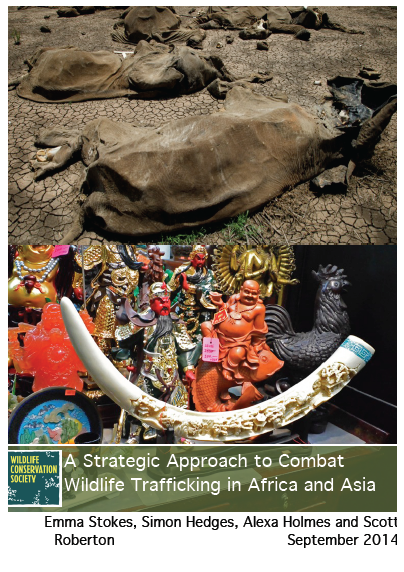 WILDLIFE
CONSERVATION
SOCIETY
A Strategic Approach to Combat
Wildlife Trafficking in Africa and Asia
Emma Stokes, Simon Hedges, Alexa Holmes and Scott
Roberton September 2014